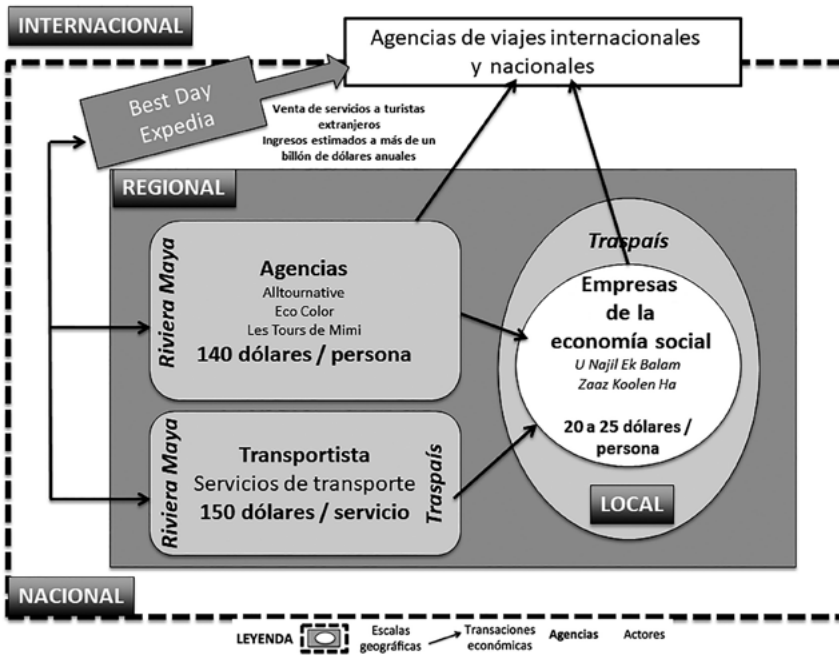 INTERNACIONAL
Agencias de viajes internacionales
y nacionales
Best Day
Expedia
Venta de servicios a turistas
extranjeros
Ingresos estimados a más de un
billón de dólares anuales
REGIONAL
Riviera Maya
Agencias
Alltournative
Eco Color
Les Tours de Mimi
140 dólares / persona
Riviera Maya
Transportista
Servicios de transporte
150 dólares / servicio
Traspaís
Traspaís
Empresas
de la
economía social
U Najil Ek Balam
Zaaz Koolen Ha
20 a 25 dólares /
persona
LOCAL
NACIONAL
LEYENDA
Escalas
geográficas
Transaciones
económicas
Agencias
Actores